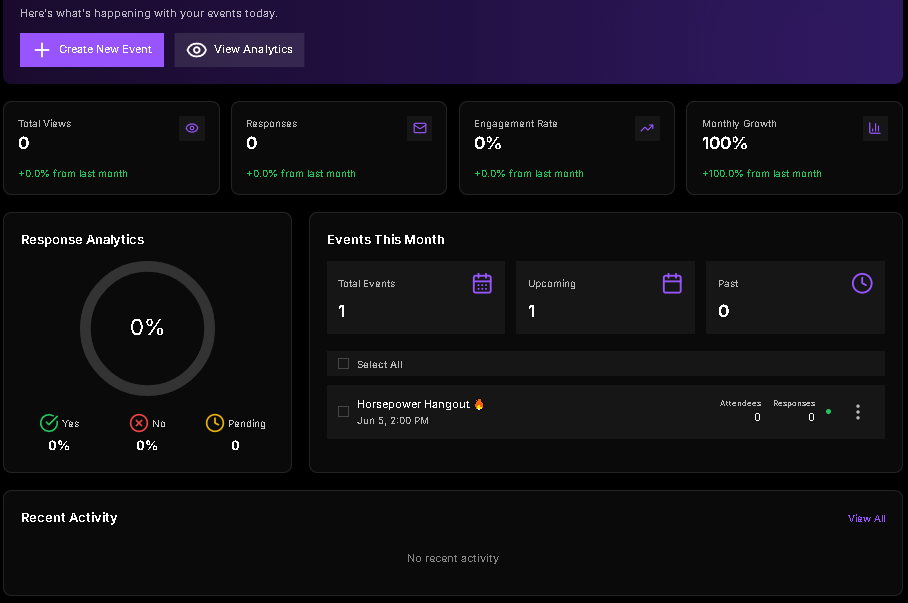 Here's what's happening with your events today.
Create New Event
View Analytics
Total Views
0
+0.0% from last month
Responses
0
+0.0% from last month
Engagement Rate
0%
+0.0% from last month
Monthly Growth
100%
+100.0% from last month
Response Analytics
0%
Yes
0%
No
0%
Pending
0
Events This Month
Total Events
1
Upcoming
1
Past
0
Select All
Horsepower Hangout 🔥
Jun 5, 2:00 PM
Attendees
0
Responses
0
Recent Activity
View All
No recent activity